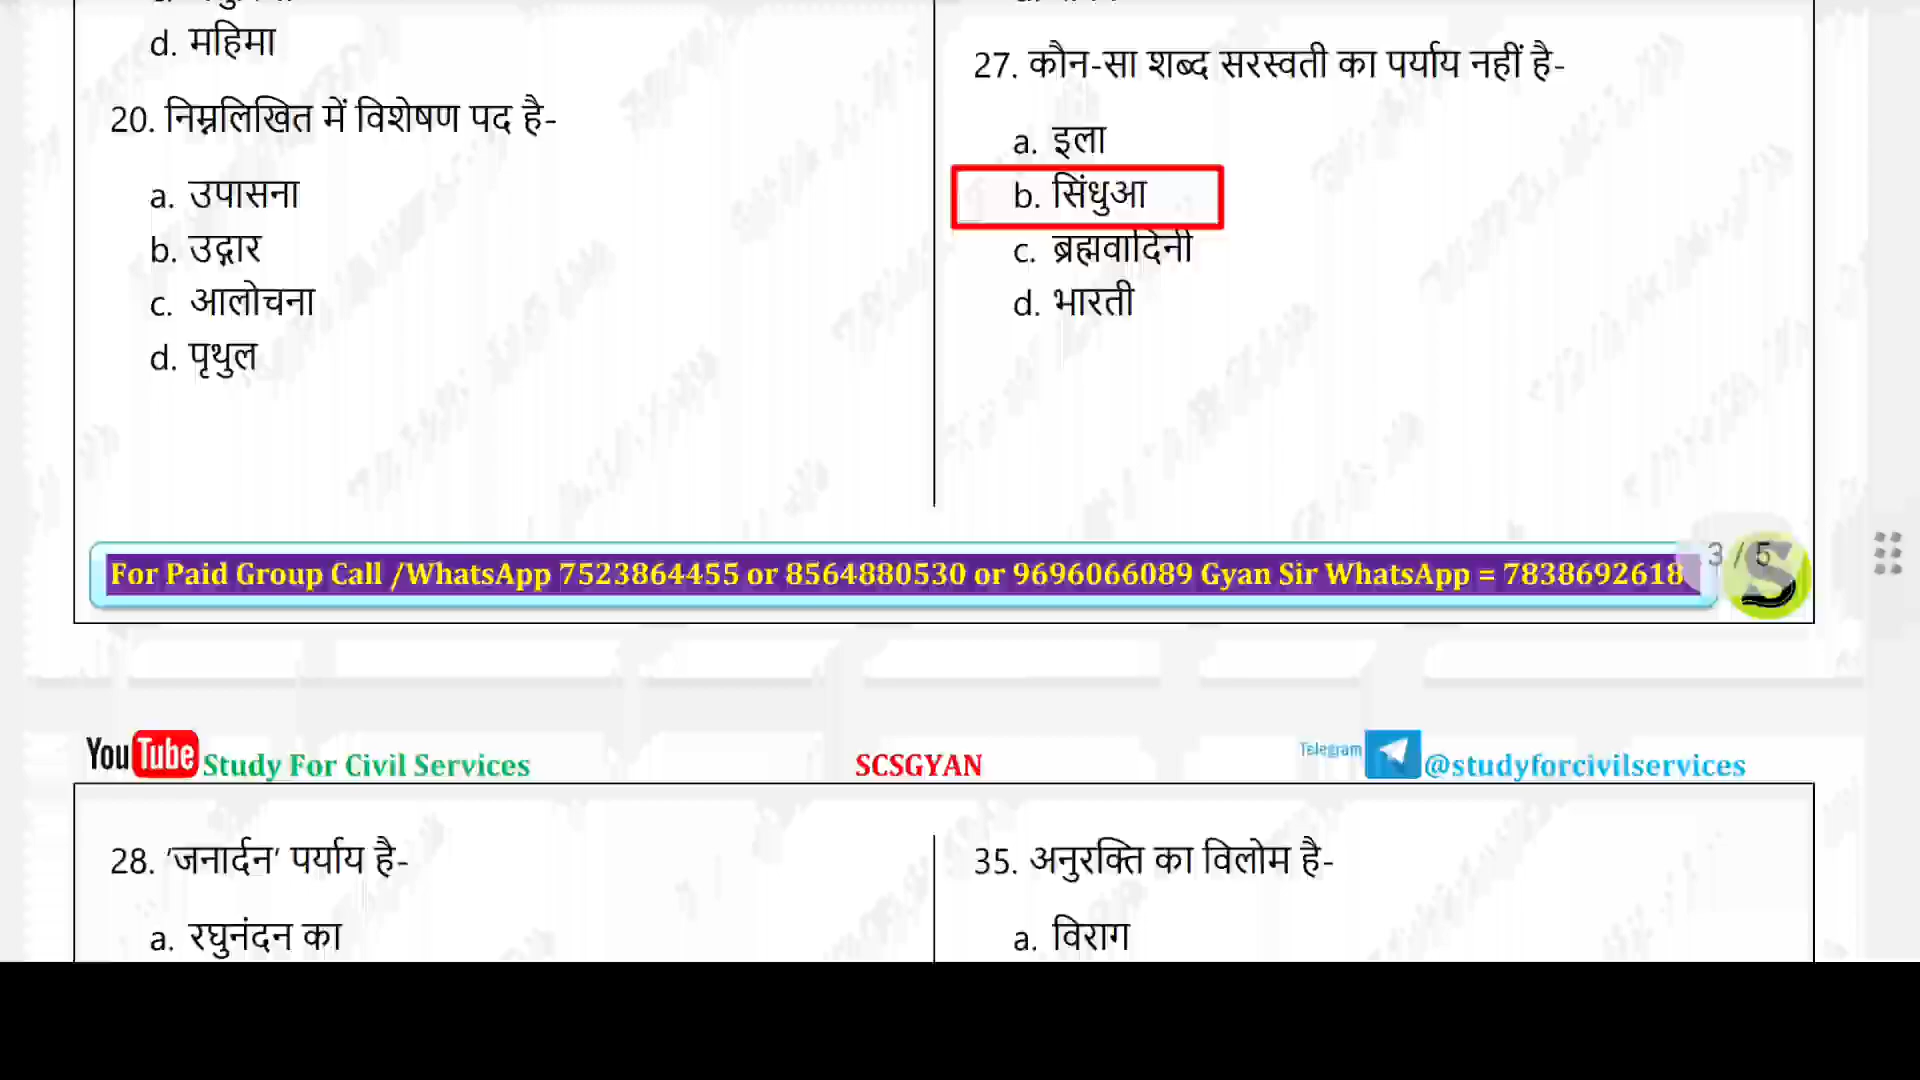 d. महिमा
20. निम्नलिखित में विशेषण पद है-
a. उपासना
b. उद्गार
c. आलोचना
d. पृथुल
27. कौन-सा शब्द सरस्वती का पर्याय नहीं है-
a. इला
b. सिंधुआ
c. ब्रह्मवादिनी
d. भारती
For Paid Group Call /WhatsApp 7523864455 or 8564880530 or 9696066089 Gyan Sir WhatsApp = 7838692618
3 / 5
YouTube Study For Civil Services
SCSGYAN
Telegram @studyforcivilservices
28. ‘जनार्दन’ पर्याय है-
a. रघुनंदन का
35. अनुरक्ति का विलोम है-
a. विराग